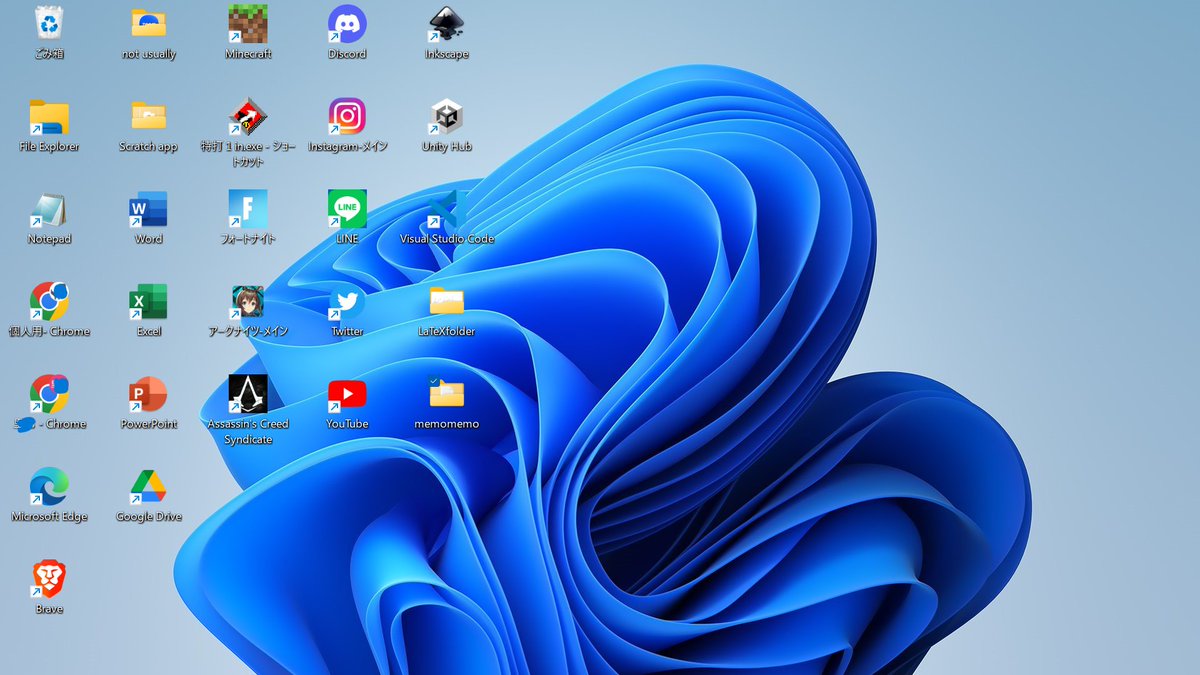 ごみ箱
not usually
Minecraft
Discord
Inkscape
File Explorer
Scratch app
特打 1 in.exe - ショー
トカット
Instagram-メイン
Unity Hub
Notepad
W
Word
F
フォートナイト
LINE
LINE
Visual Studio Code
個人用- Chrome
X
Excel
アークナイツ-メイン
Twitter
LaTeXfolder
- Chrome
P
PowerPoint
Assassin's Creed
Syndicate
YouTube
memomemo
Microsoft Edge
Google Drive
Brave